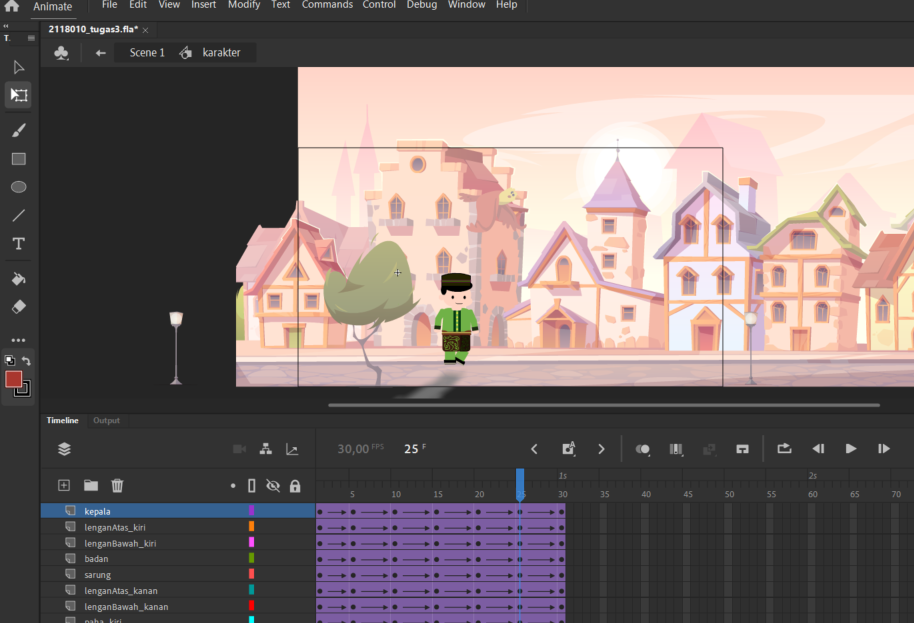 Animate File Edit View Insert Modify Text Commands Control Debug Window Help
2118010_tugas3.fla*
Scene 1 karakter
Timeline Output
30,00 FPS 25 F
1s 2s
5 10 15 20 25 30 35 40 45 50 55 60 65 70
kepala
lenganAtas_kiri
lenganBawah_kiri
badan
sarung
lenganAtas_kanan
lenganBawah_kanan
paha_kiri